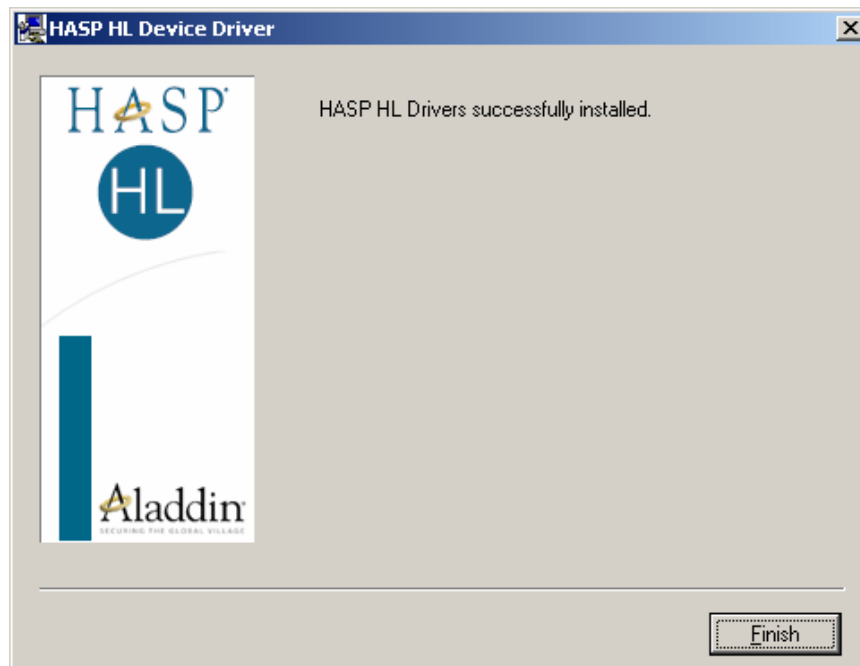 HASP HL Device Driver
HASP
HL
HASP HL Drivers successfully installed.
Aladdin
SECURING THE GLOBAL VILLAGE
Finish